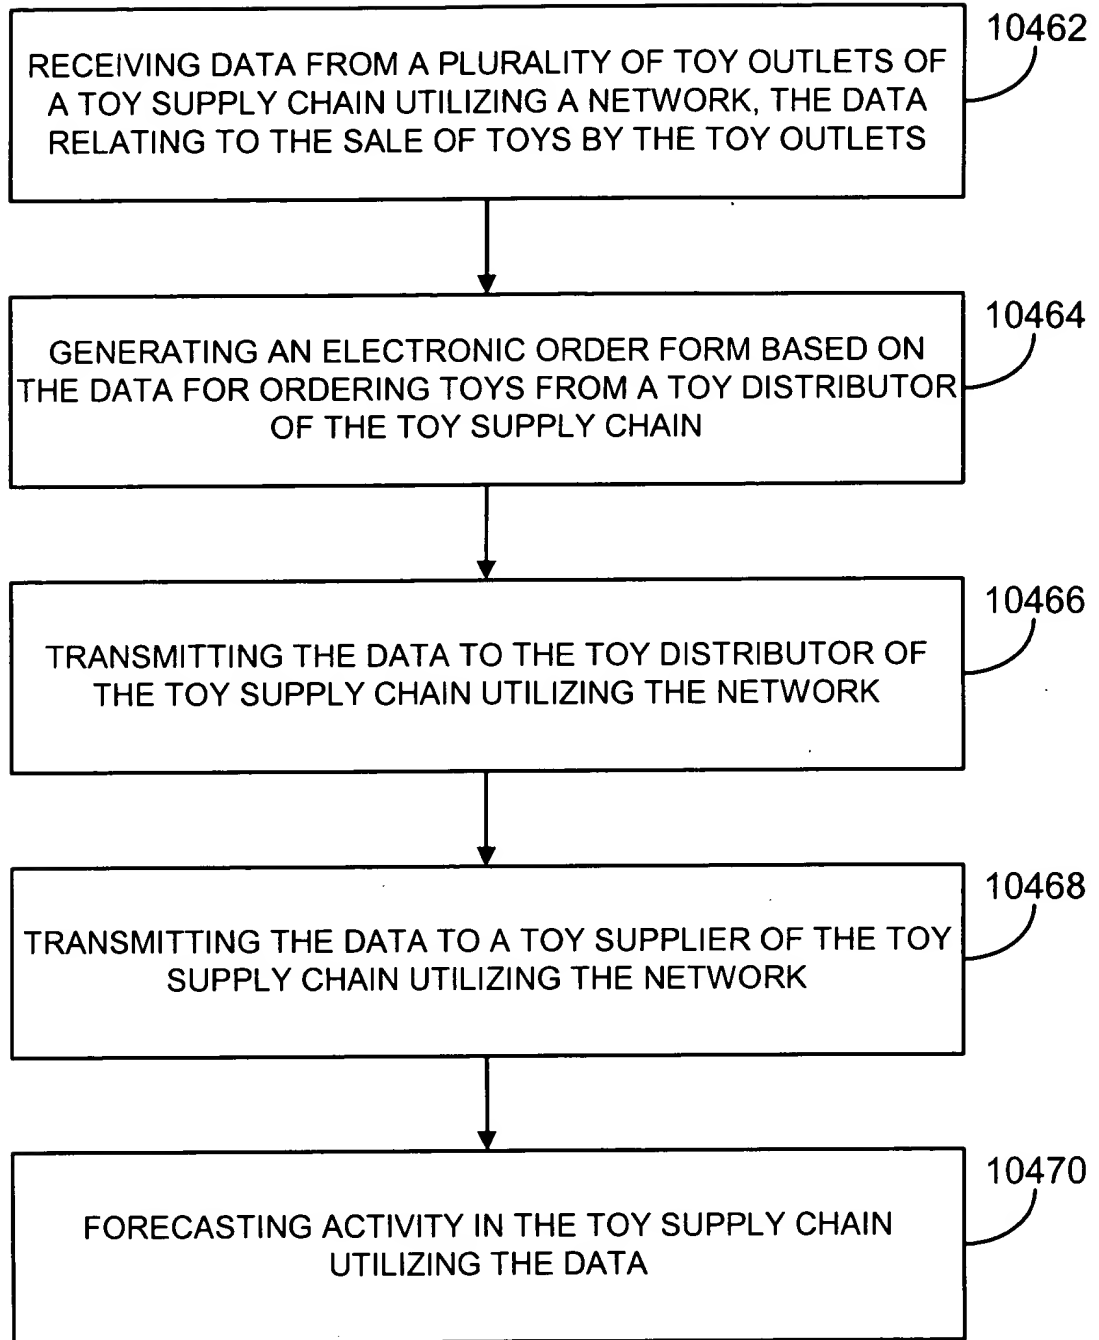 10462
RECEIVING DATA FROM A PLURALITY OF TOY OUTLETS OF
A TOY SUPPLY CHAIN UTILIZING A NETWORK, THE DATA
RELATING TO THE SALE OF TOYS BY THE TOY OUTLETS
10464
GENERATING AN ELECTRONIC ORDER FORM BASED ON
THE DATA FOR ORDERING TOYS FROM A TOY DISTRIBUTOR
OF THE TOY SUPPLY CHAIN
10466
TRANSMITTING THE DATA TO THE TOY DISTRIBUTOR OF
THE TOY SUPPLY CHAIN UTILIZING THE NETWORK
10468
TRANSMITTING THE DATA TO A TOY SUPPLIER OF THE TOY
SUPPLY CHAIN UTILIZING THE NETWORK
10470
FORECASTING ACTIVITY IN THE TOY SUPPLY CHAIN
UTILIZING THE DATA